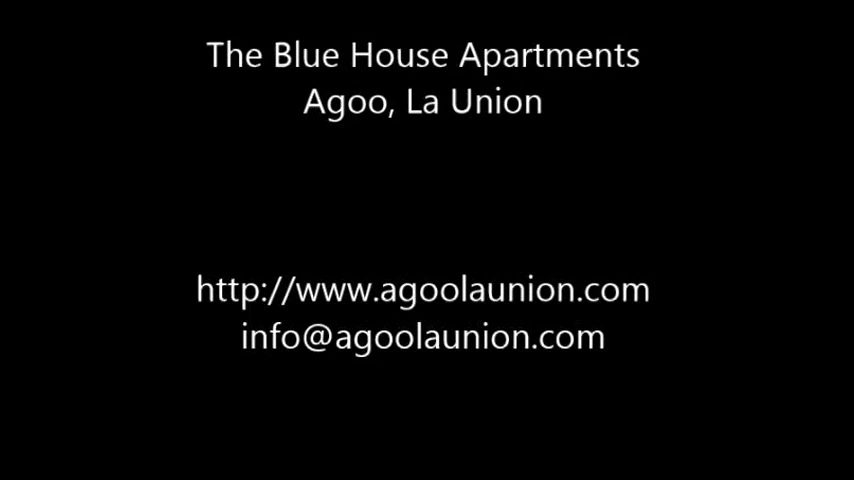 The Blue House Apartments
Agoo, La Union
http://www.agoolaunion.com
info@agoolaunion.com